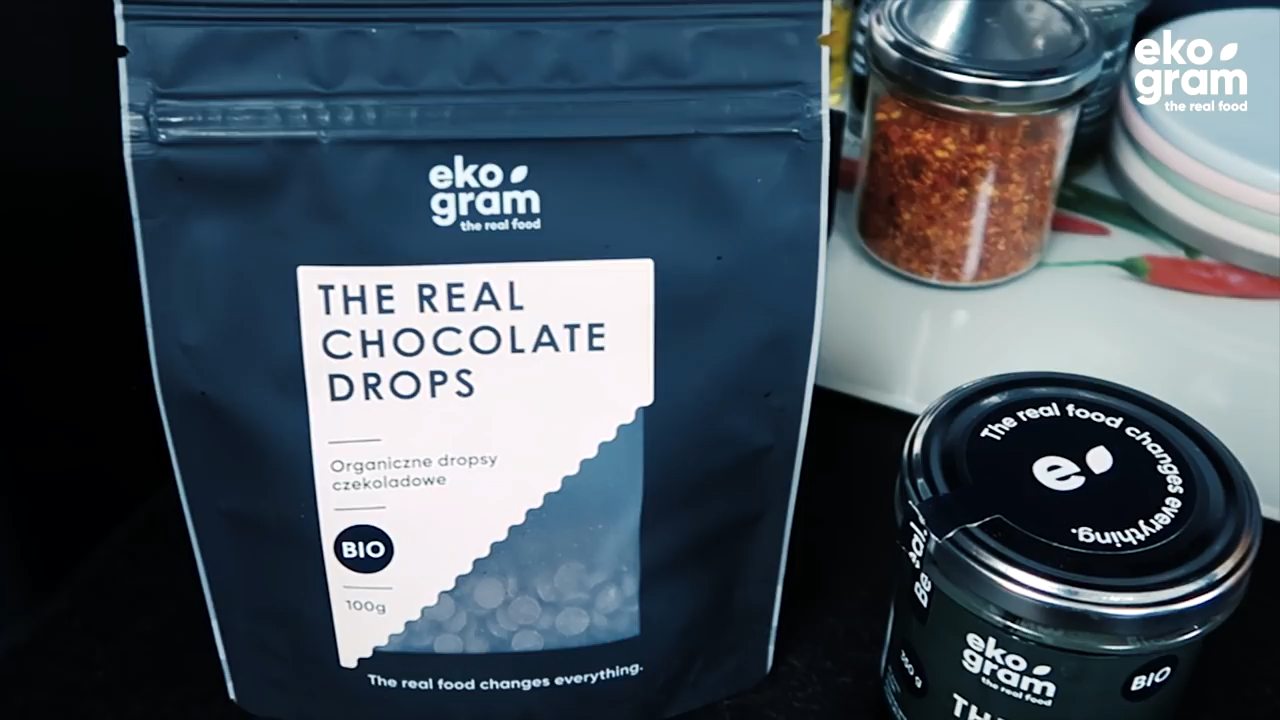 eko
gram
the real food
eko
gram
the real food
THE REAL
CHOCOLATE
DROPS
Organiczne dropsy
czekoladowe
BIO
100g
The real food changes everything.
The real food changes everything.
e
Be
eko
gram
the real food
BIO